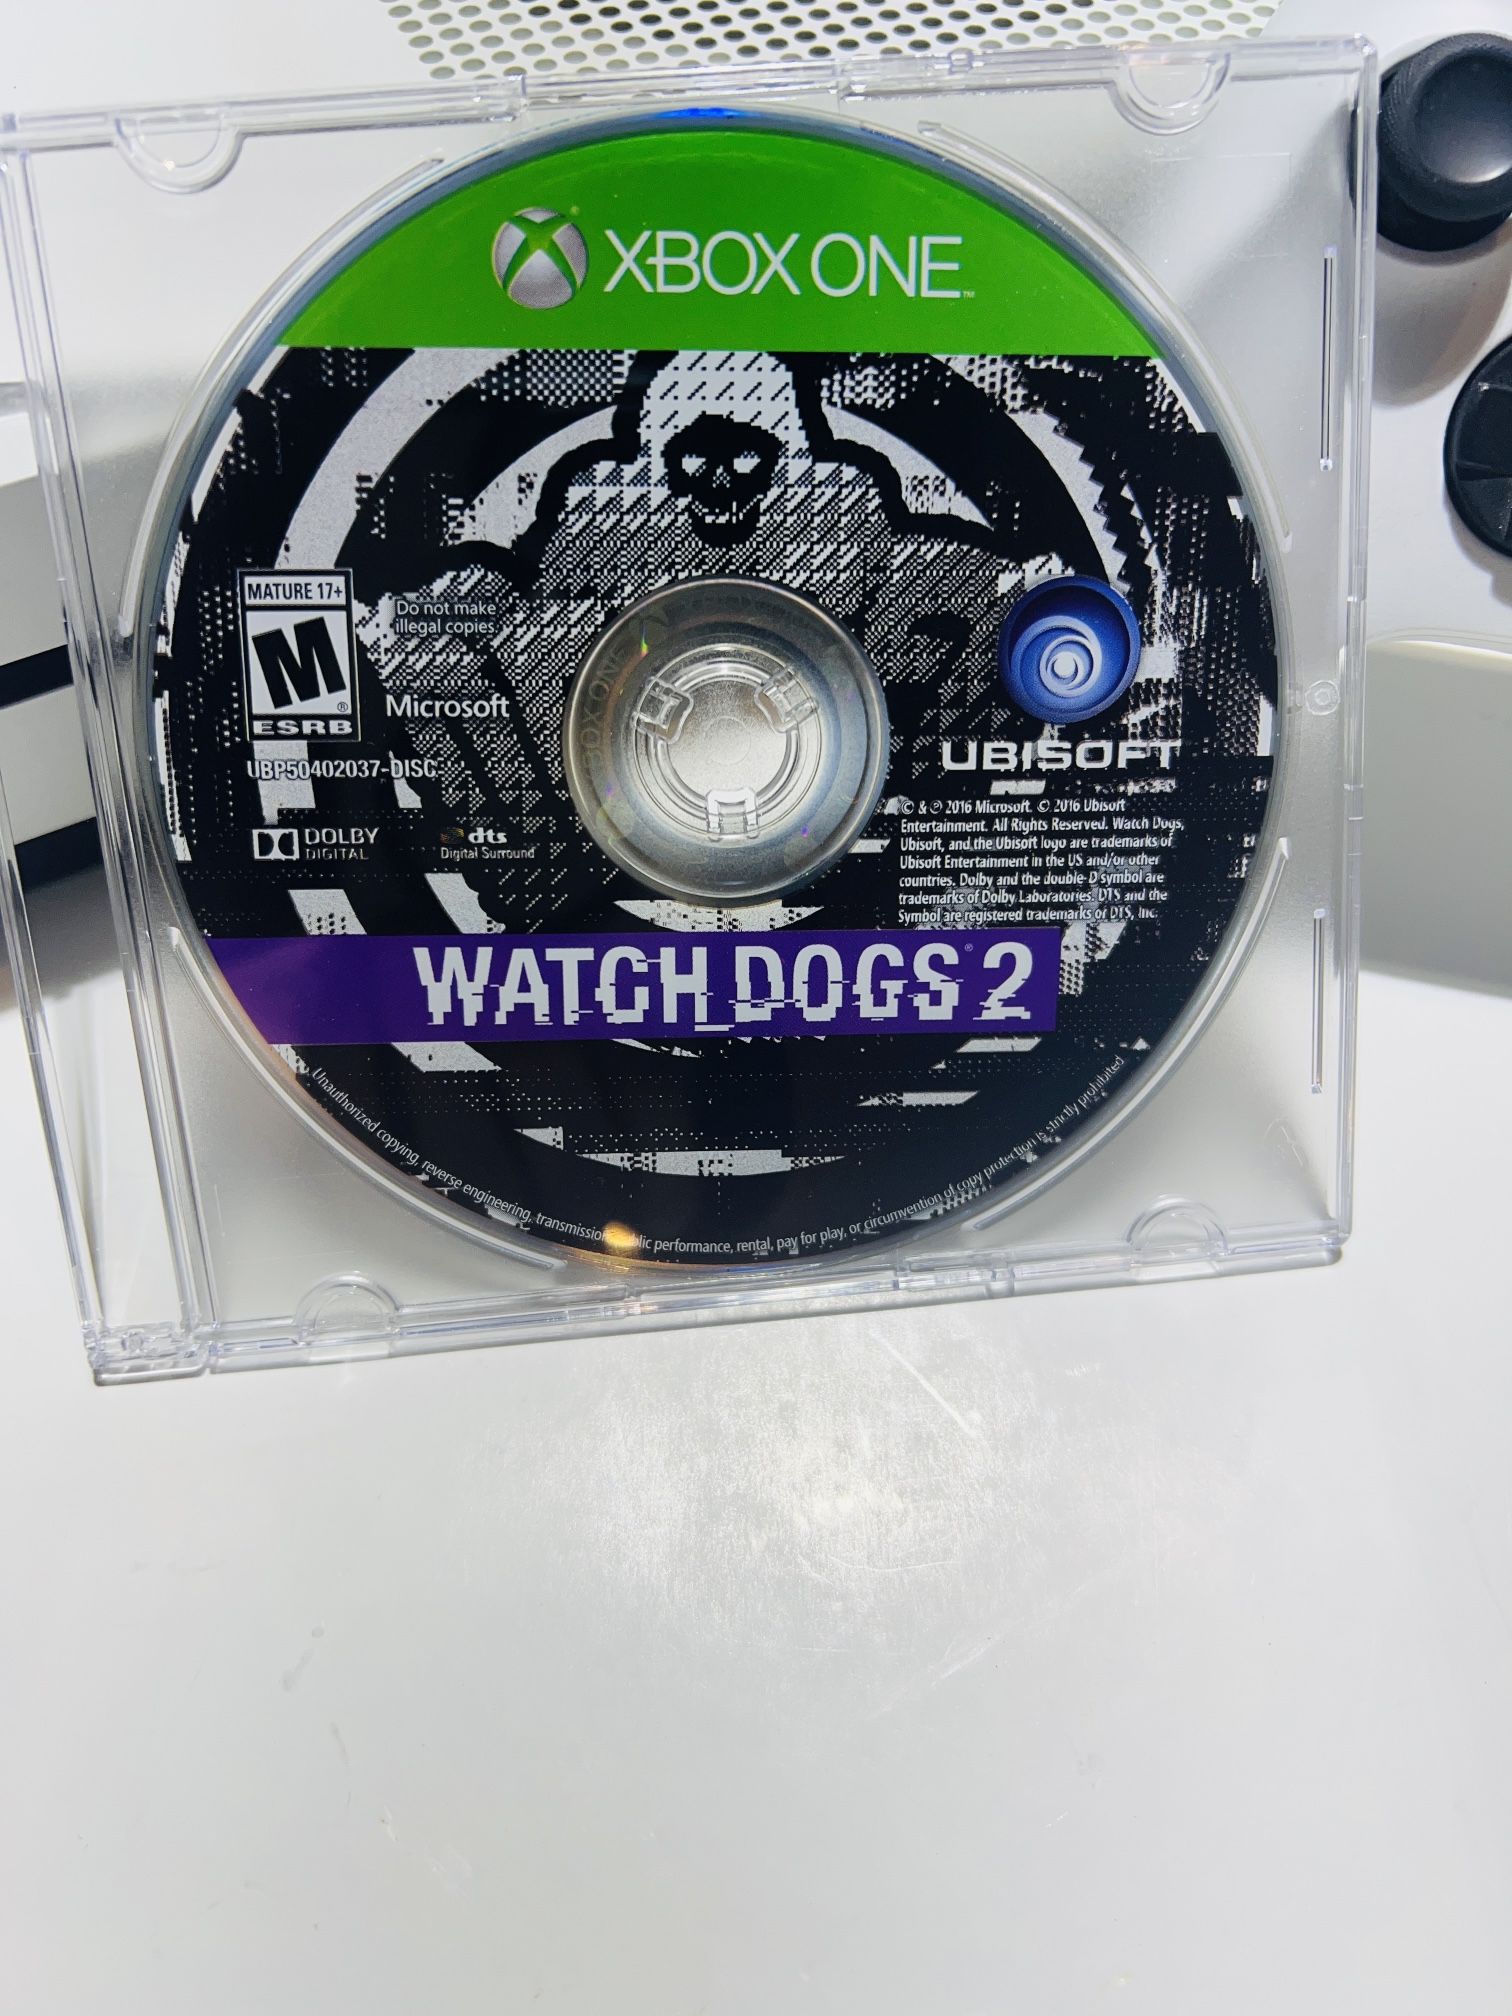 XBOX ONE™
MATURE 17+
M
®
ESRB
Do not make
illegal copies.
Microsoft
UBP50402037-DISC
DOLBY
DIGITAL
dts
Digital Surround
XBOX ONE
UBISOFT
© & ℗ 2016 Microsoft. © 2016 Ubisoft
Entertainment. All Rights Reserved. Watch Dogs,
Ubisoft, and the Ubisoft logo are trademarks of
Ubisoft Entertainment in the US and/or other
countries. Dolby and the double-D symbol are
trademarks of Dolby Laboratories. DTS and the
Symbol are registered trademarks of DTS, Inc.
WATCH_DOGS® 2
Unauthorized copying, reverse engineering, transmission, performance, rental, pay for play, or circumvention of copy protection is strictly prohibited